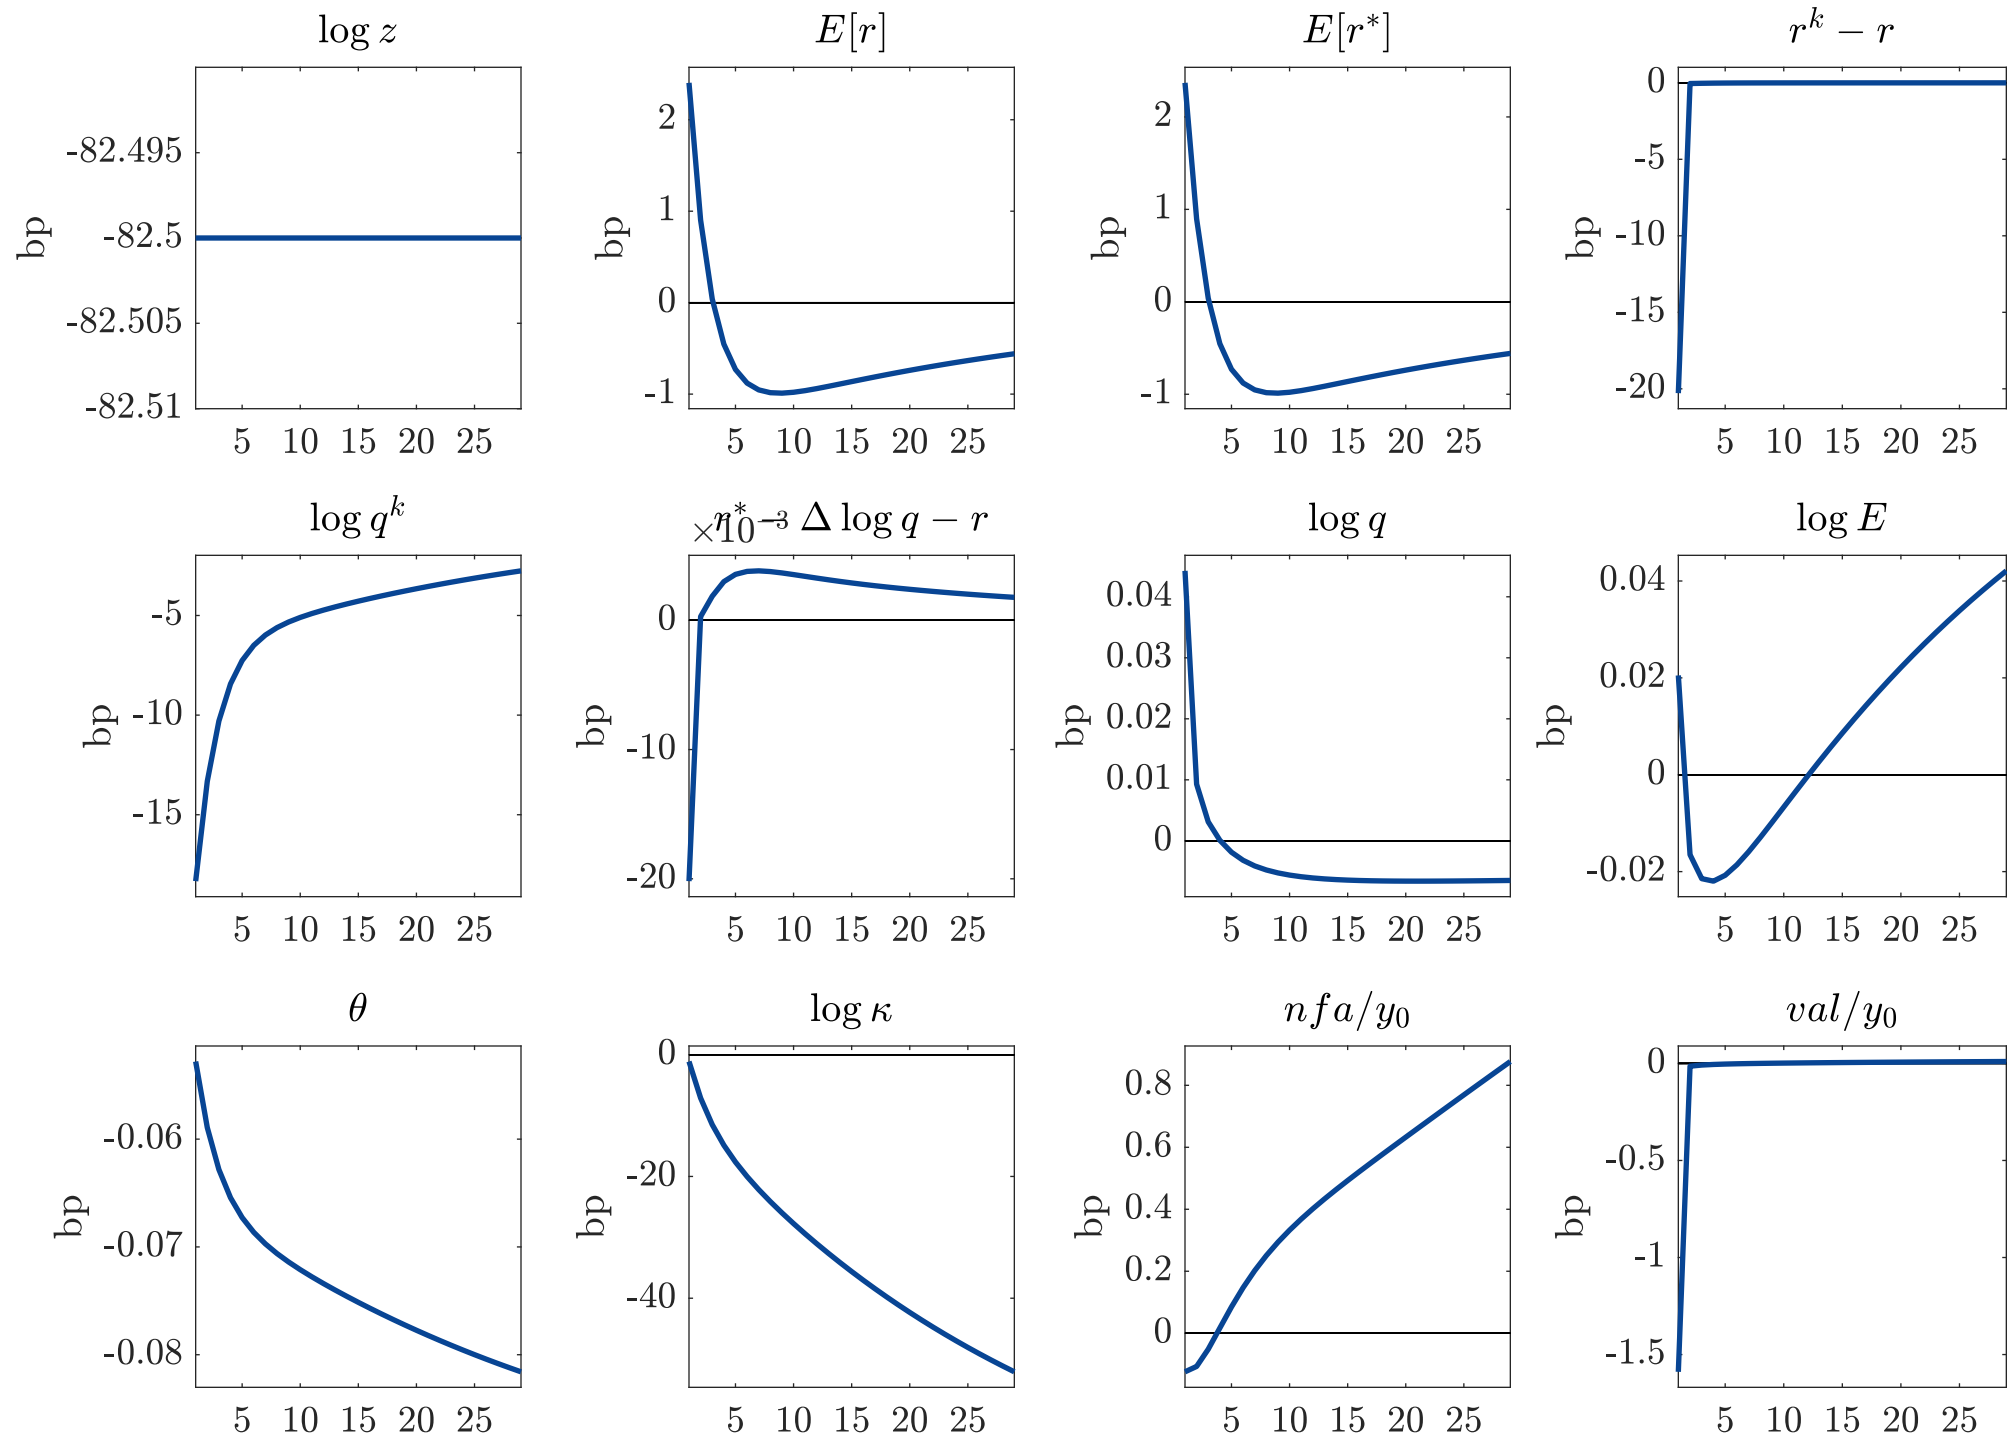 log z
E[r]
E[r*]
r^k − r
bp
-82.495
-82.5
-82.505
-82.51
5 10 15 20 25
bp
2
1
0
-1
5 10 15 20 25
bp
2
1
0
-1
5 10 15 20 25
bp
0
-5
-10
-15
-20
5 10 15 20 25
log q^k
r* − Δ log q − r
×10⁻³
log q
log E
bp
-5
-10
-15
5 10 15 20 25
bp
0
-10
-20
5 10 15 20 25
bp
0.04
0.03
0.02
0.01
0
5 10 15 20 25
bp
0.04
0.02
0
-0.02
5 10 15 20 25
θ
log κ
nfa/y₀
val/y₀
bp
-0.06
-0.07
-0.08
5 10 15 20 25
bp
0
-20
-40
5 10 15 20 25
bp
0.8
0.6
0.4
0.2
0
5 10 15 20 25
bp
0
-0.5
-1
-1.5
5 10 15 20 25